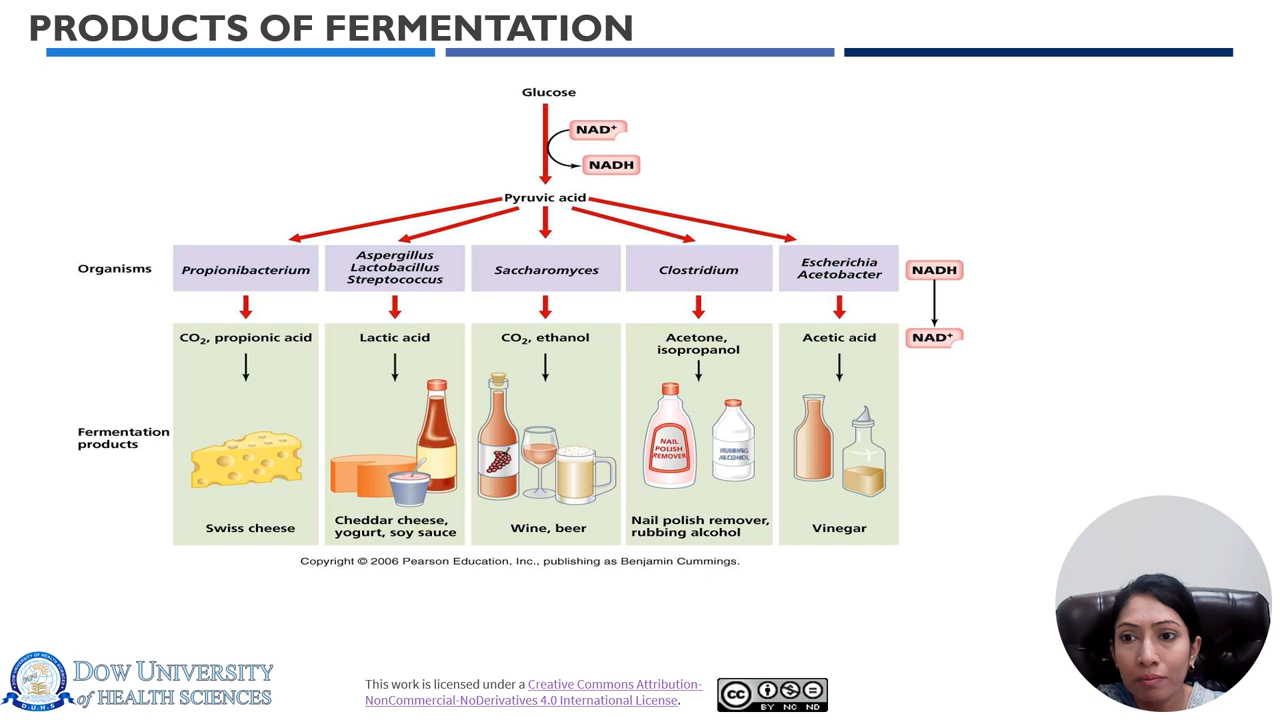 PRODUCTS OF FERMENTATION
Glucose
NAD+
NADH
Pyruvic acid
Organisms
Propionibacterium
Aspergillus
Lactobacillus
Streptococcus
Saccharomyces
Clostridium
Escherichia
Acetobacter
NADH
CO2, propionic acid
Lactic acid
CO2, ethanol
Acetone,
isopropanol
Acetic acid
NAD+
Fermentation
products
NAIL
POLISH
REMOVER
RUBBING
ALCOHOL
Swiss cheese
Cheddar cheese,
yogurt, soy sauce
Wine, beer
Nail polish remover,
rubbing alcohol
Vinegar
Copyright © 2006 Pearson Education, Inc., publishing as Benjamin Cummings.
DOW UNIVERSITY
of HEALTH SCIENCES
D.U.H.S
This work is licensed under a Creative Commons Attribution-
NonCommercial-NoDerivatives 4.0 International License.
cc
BY NC ND